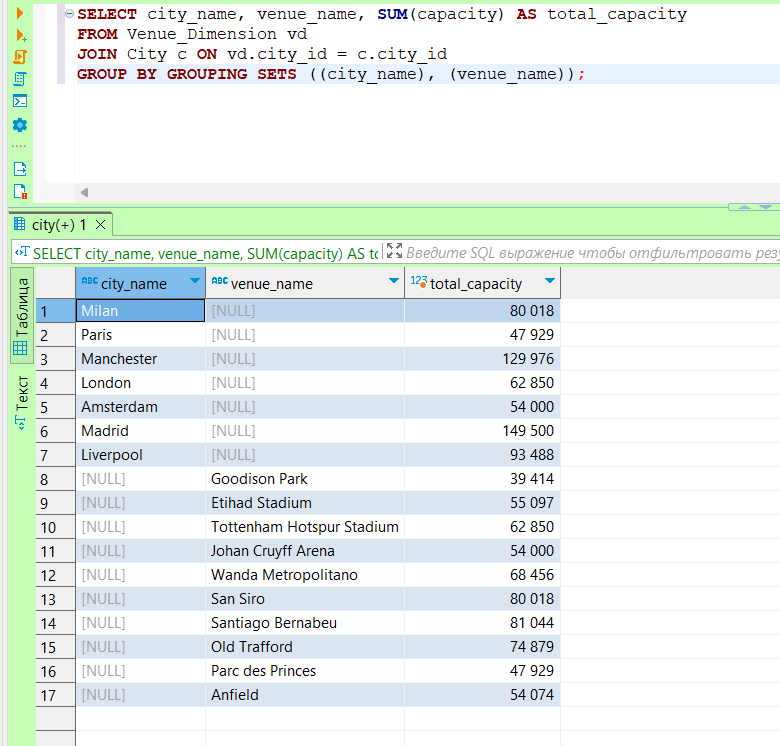 SELECT city_name, venue_name, SUM(capacity) AS total_capacity
FROM Venue_Dimension vd
JOIN City c ON vd.city_id = c.city_id
GROUP BY GROUPING SETS ((city_name), (venue_name));
city(+) 1
SELECT city_name, venue_name, SUM(capacity) AS to Введите SQL выражение чтобы отфильтровать резу
Таблица
Текст
ABC city_name ABC venue_name 123 total_capacity
1 Milan [NULL] 80 018
2 Paris [NULL] 47 929
3 Manchester [NULL] 129 976
4 London [NULL] 62 850
5 Amsterdam [NULL] 54 000
6 Madrid [NULL] 149 500
7 Liverpool [NULL] 93 488
8 [NULL] Goodison Park 39 414
9 [NULL] Etihad Stadium 55 097
10 [NULL] Tottenham Hotspur Stadium 62 850
11 [NULL] Johan Cruyff Arena 54 000
12 [NULL] Wanda Metropolitano 68 456
13 [NULL] San Siro 80 018
14 [NULL] Santiago Bernabeu 81 044
15 [NULL] Old Trafford 74 879
16 [NULL] Parc des Princes 47 929
17 [NULL] Anfield 54 074